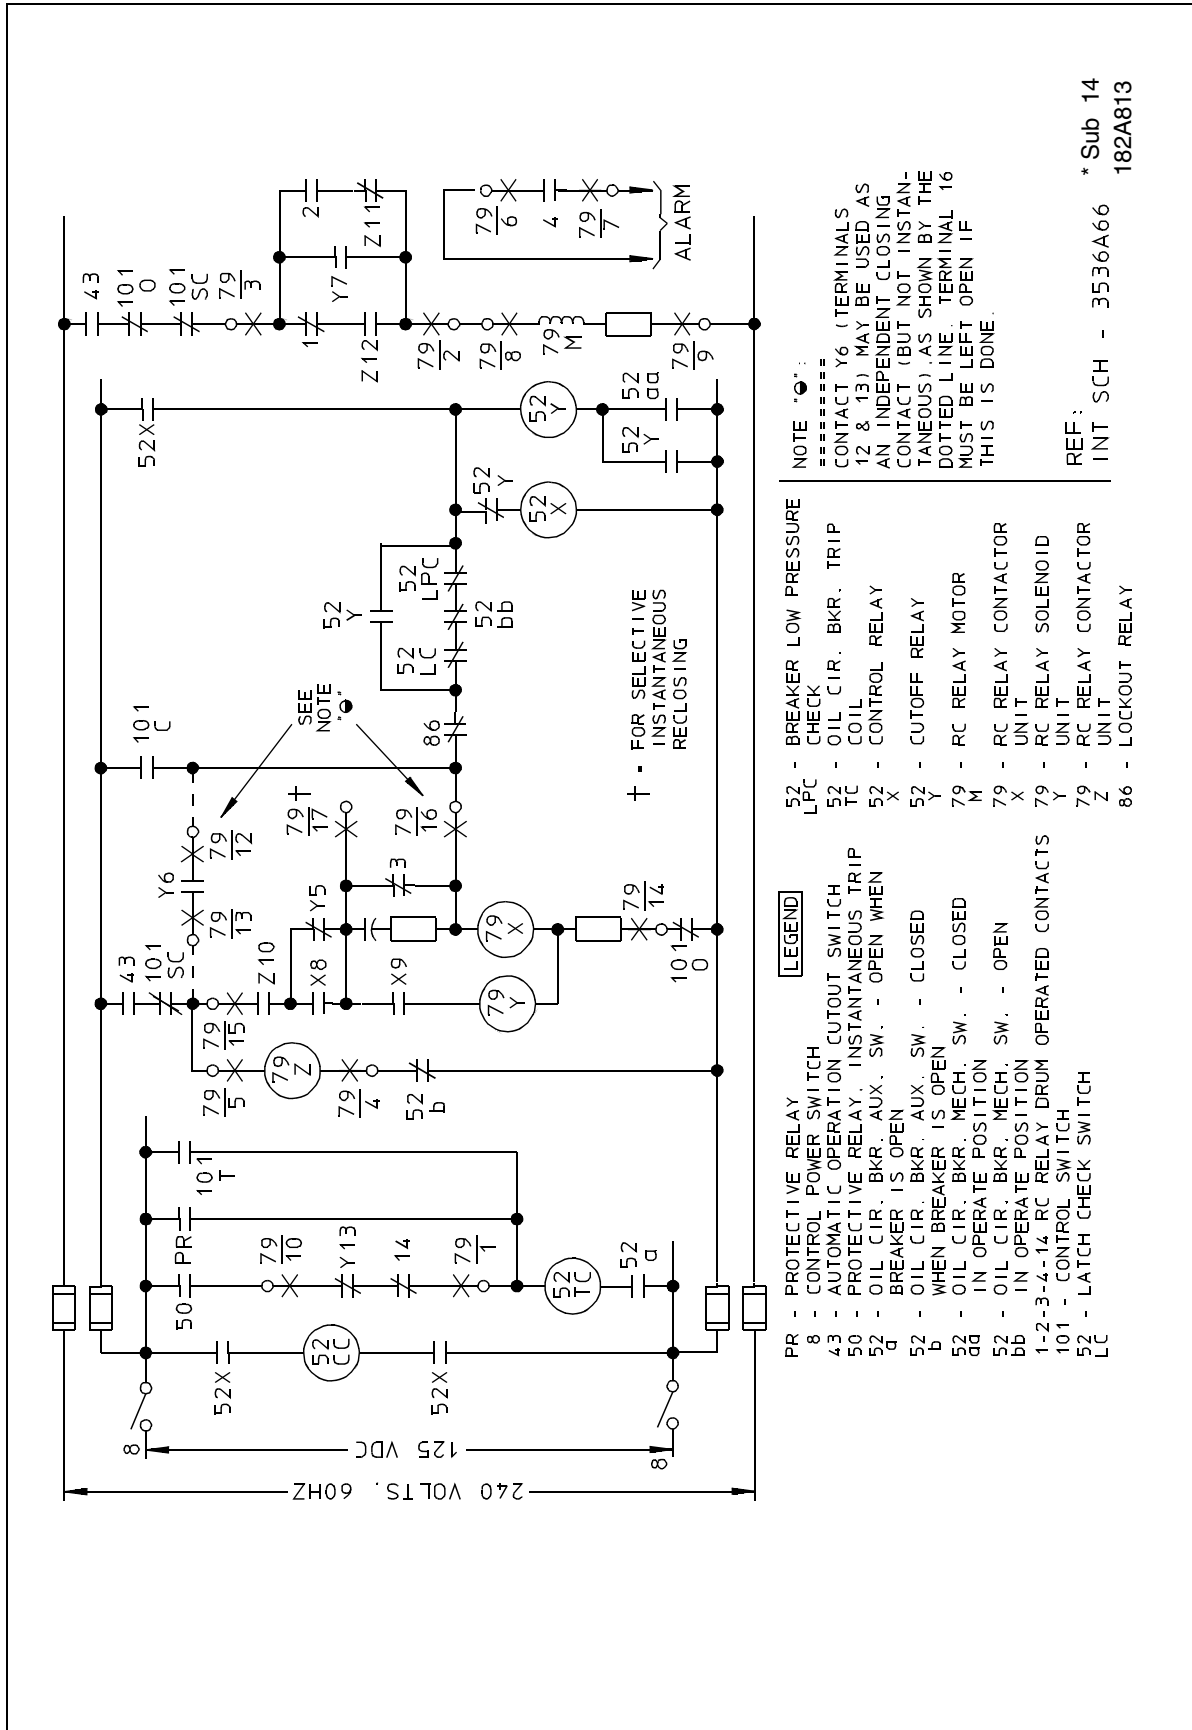 240 VOLTS. 60HZ
125 VDC
8
8
52X
52
CC
52X
50
PR
79
10
Y13
14
79
1
52
TC
52
a
101
T
43
101
SC
79
5
79
Z
79
4
52
b
79
15
Z10
X8
Y5
X9
79
Y
79
13
Y6
79
12
79 †
17
79
16
3
79
X
79
14
101
O
101
C
SEE
NOTE
"
"
86
52
Y
52
LC
52
bb
52
LPC
† - FOR SELECTIVE
INSTANTANEOUS
RECLOSING
52
Y
52
X
52X
52
Y
52
Y
52
aa
43
101
O
101
SC
79
3
1
Z12
Y7
2
Z11
79
2
79
8
79
M
79
9
79
6
4
79
7
ALARM
LEGEND
PR - PROTECTIVE RELAY
8 - CONTROL POWER SWITCH
43 - AUTOMATIC OPERATION CUTOUT SWITCH
50 - PROTECTIVE RELAY, INSTANTANEOUS TRIP
52 - OIL CIR. BKR. AUX. SW. - OPEN WHEN
a BREAKER IS OPEN
52 - OIL CIR. BKR. AUX. SW. - CLOSED
b WHEN BREAKER IS OPEN
52 - OIL CIR. BKR. MECH. SW. - CLOSED
aa IN OPERATE POSITION
52 - OIL CIR. BKR. MECH. SW. - OPEN
bb IN OPERATE POSITION
1-2-3-4-14 RC RELAY DRUM OPERATED CONTACTS
101 - CONTROL SWITCH
52 - LATCH CHECK SWITCH
LC
52 - BREAKER LOW PRESSURE
LPC CHECK
52 - OIL CIR. BKR. TRIP
TC COIL
52 - CONTROL RELAY
X
52 - CUTOFF RELAY
Y
79 - RC RELAY MOTOR
M
79 - RC RELAY CONTACTOR
X UNIT
79 - RC RELAY SOLENOID
Y UNIT
79 - RC RELAY CONTACTOR
Z UNIT
86 - LOCKOUT RELAY
NOTE " ":
========
CONTACT Y6 (TERMINALS
12 & 13) MAY BE USED AS
AN INDEPENDENT CLOSING
CONTACT (BUT NOT INSTAN-
TANEOUS).AS SHOWN BY THE
DOTTED LINE. TERMINAL 16
MUST BE LEFT OPEN IF
THIS IS DONE.
REF:
INT SCH - 3536A66
* Sub 14
182A813